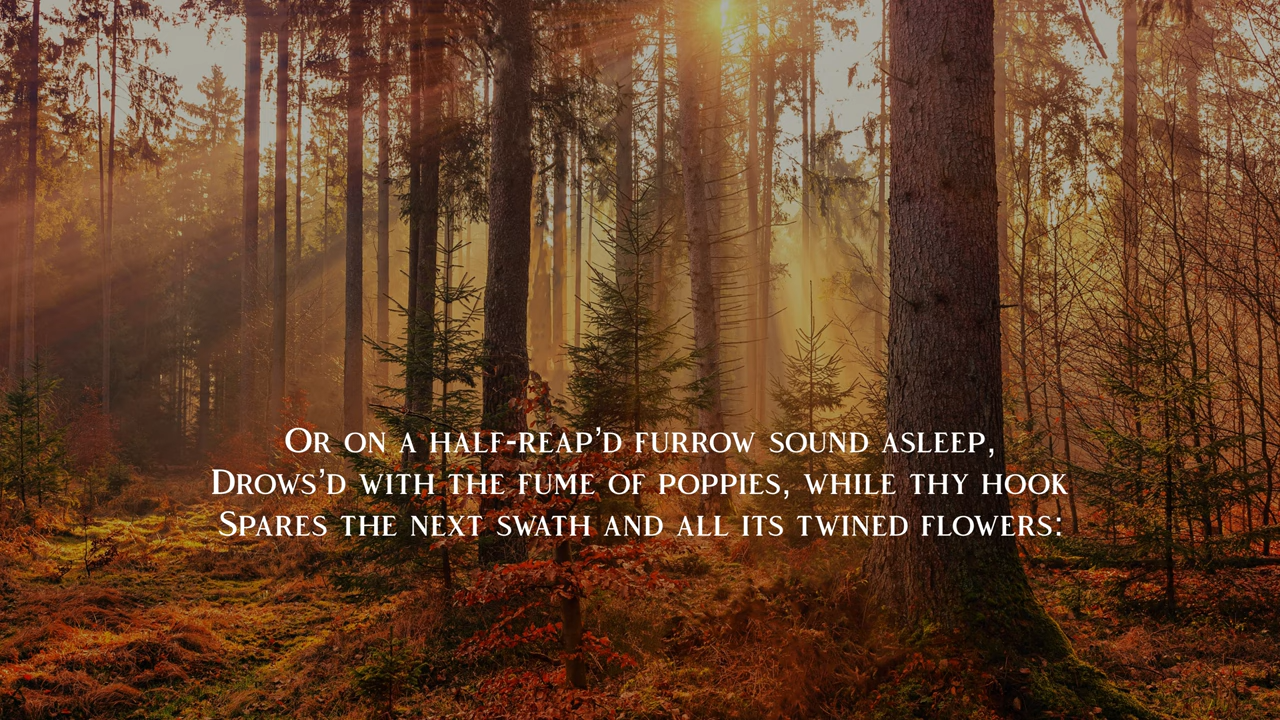 Or on a half-reap’d furrow sound asleep,
Drows’d with the fume of poppies, while thy hook
Spares the next swath and all its twined flowers: